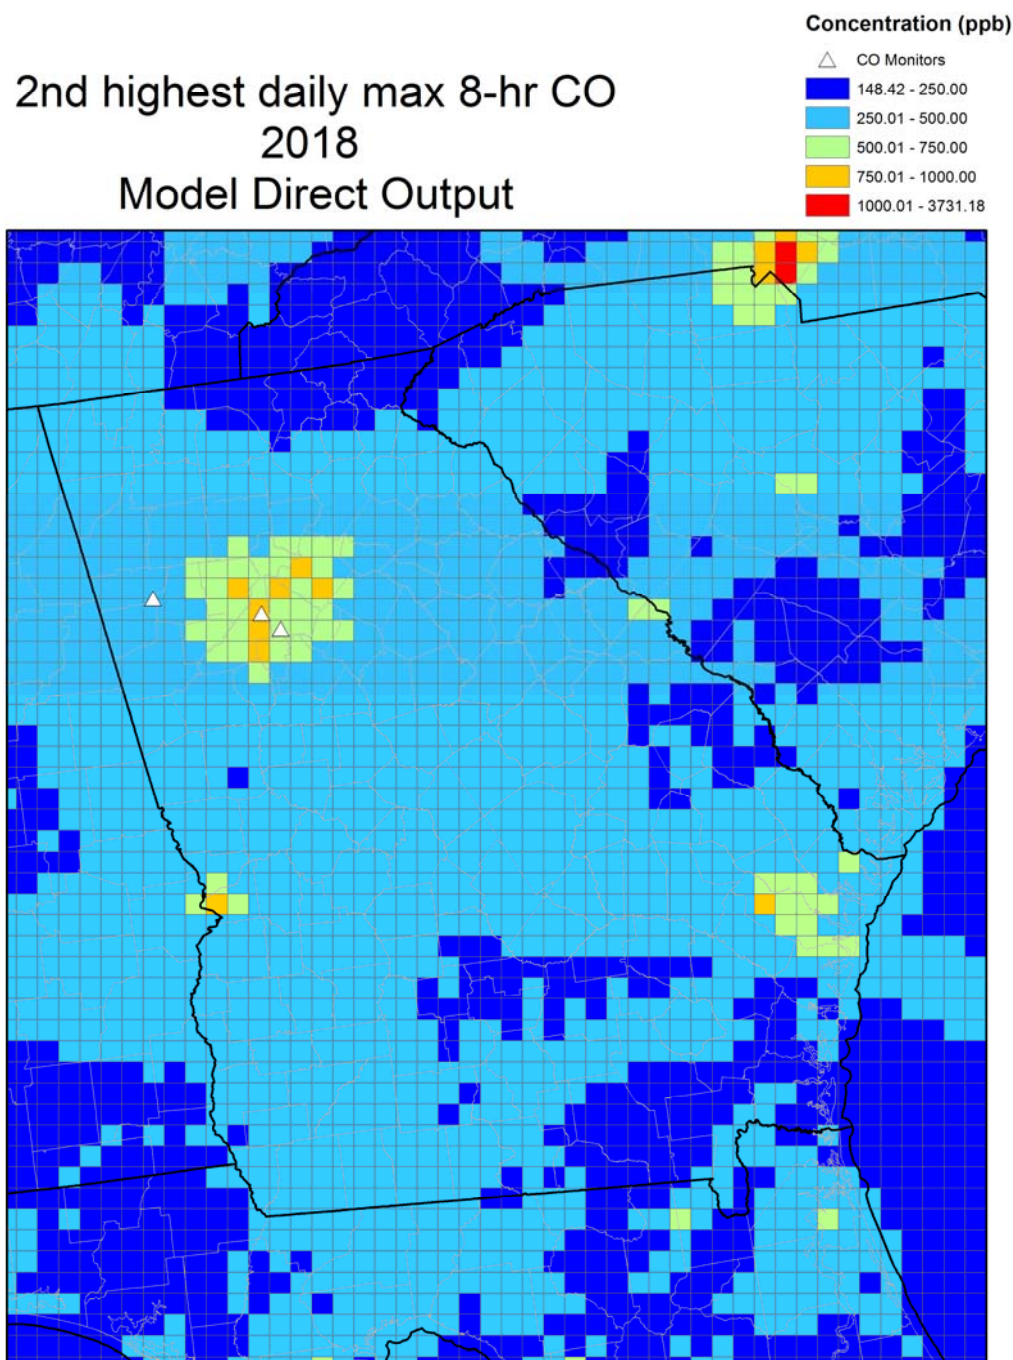 Concentration (ppb)
CO Monitors
148.42 - 250.00
250.01 - 500.00
500.01 - 750.00
750.01 - 1000.00
1000.01 - 3731.18
2nd highest daily max 8-hr CO
2018
Model Direct Output